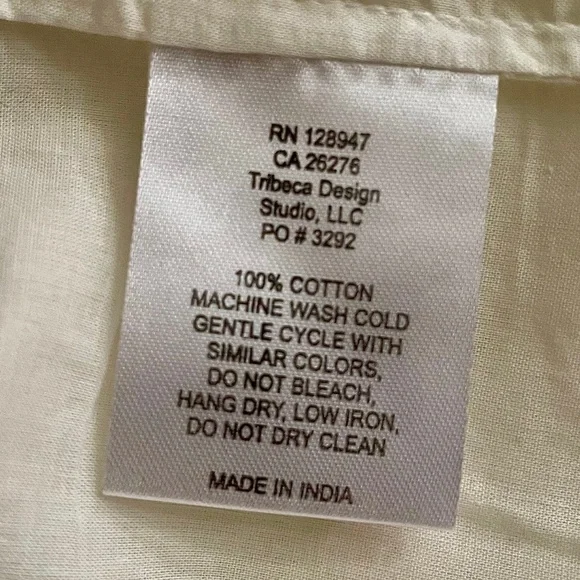 RN 128947
CA 26276
Tribeca Design
Studio, LLC
PO # 3292
100% COTTON
MACHINE WASH COLD
GENTLE CYCLE WITH
SIMILAR COLORS,
DO NOT BLEACH,
HANG DRY, LOW IRON,
DO NOT DRY CLEAN
MADE IN INDIA